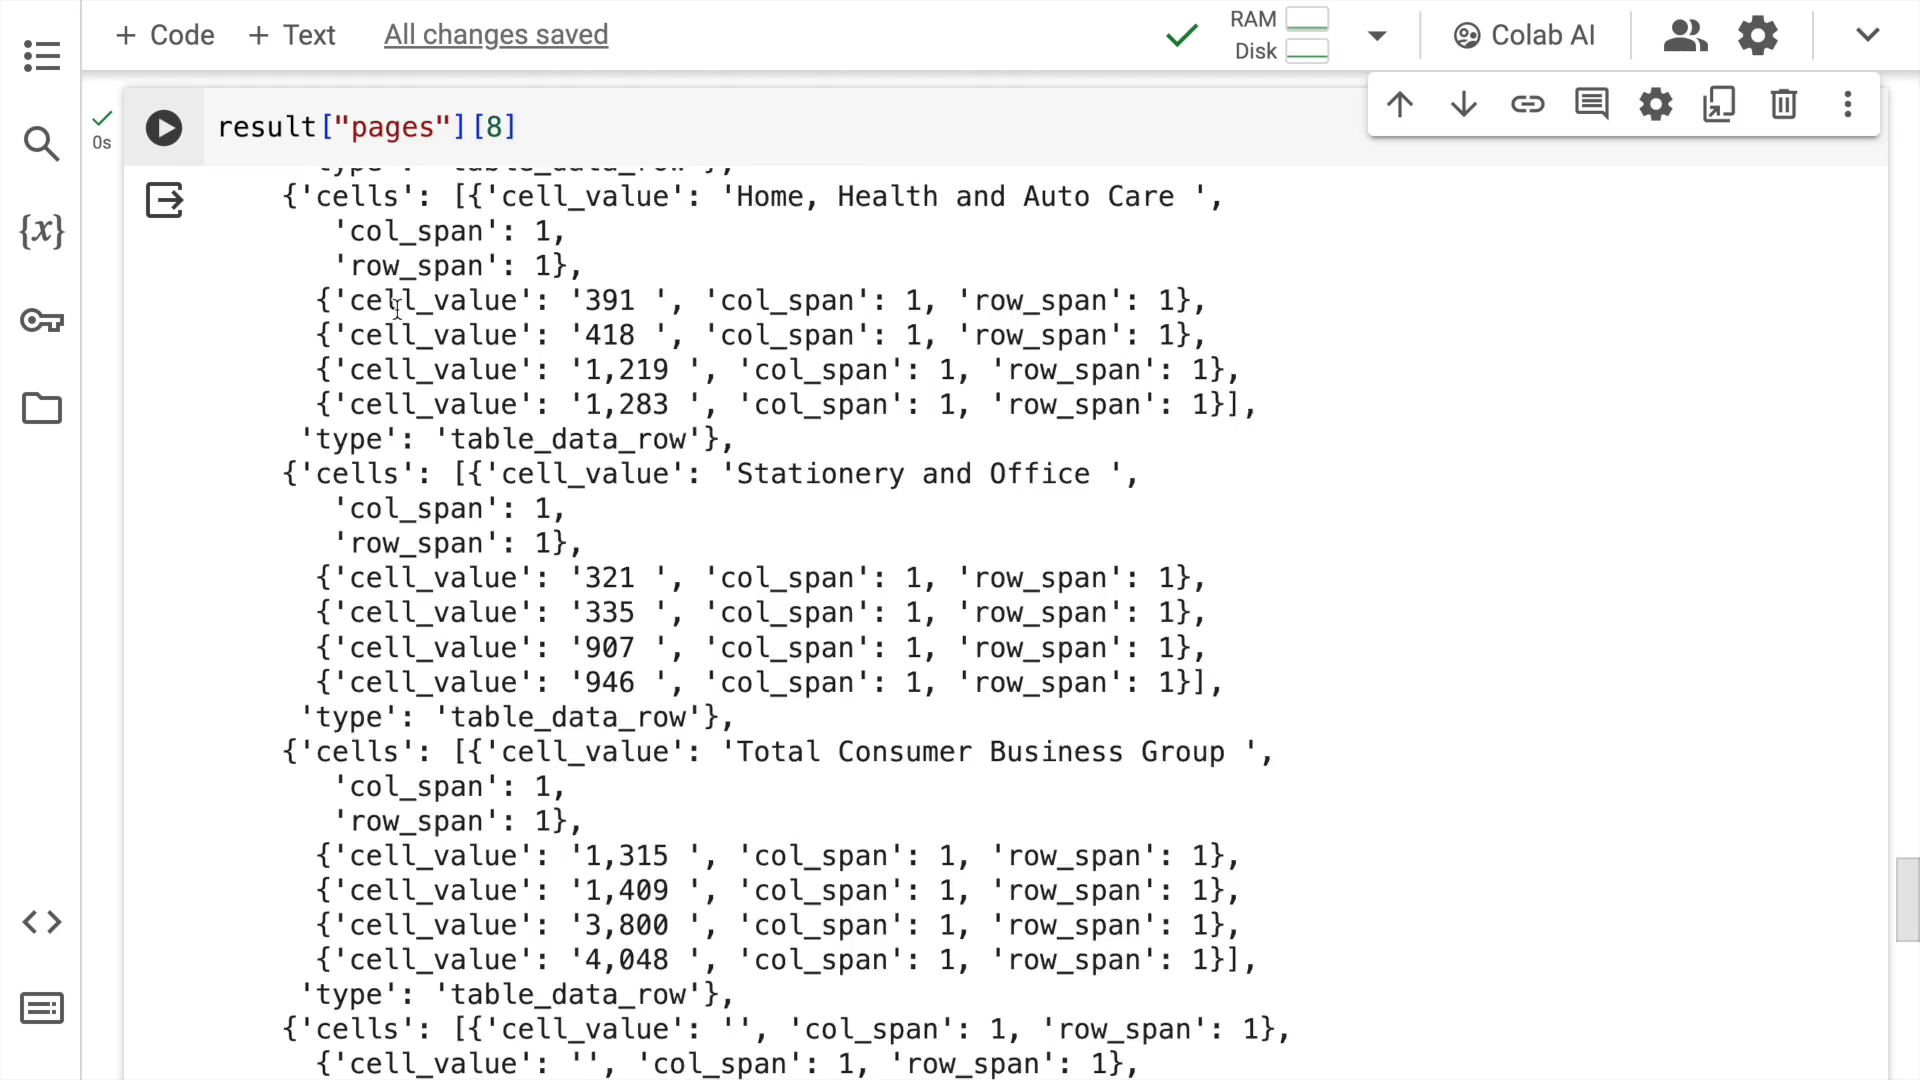 + Code + Text All changes saved RAM Disk Colab AI
0s result["pages"][8]
'type': 'table_data_row'},
{'cells': [{'cell_value': 'Home, Health and Auto Care ',
'col_span': 1,
'row_span': 1},
{'cell_value': '391 ', 'col_span': 1, 'row_span': 1},
{'cell_value': '418 ', 'col_span': 1, 'row_span': 1},
{'cell_value': '1,219 ', 'col_span': 1, 'row_span': 1},
{'cell_value': '1,283 ', 'col_span': 1, 'row_span': 1}],
'type': 'table_data_row'},
{'cells': [{'cell_value': 'Stationery and Office ',
'col_span': 1,
'row_span': 1},
{'cell_value': '321 ', 'col_span': 1, 'row_span': 1},
{'cell_value': '335 ', 'col_span': 1, 'row_span': 1},
{'cell_value': '907 ', 'col_span': 1, 'row_span': 1},
{'cell_value': '946 ', 'col_span': 1, 'row_span': 1}],
'type': 'table_data_row'},
{'cells': [{'cell_value': 'Total Consumer Business Group ',
'col_span': 1,
'row_span': 1},
{'cell_value': '1,315 ', 'col_span': 1, 'row_span': 1},
{'cell_value': '1,409 ', 'col_span': 1, 'row_span': 1},
{'cell_value': '3,800 ', 'col_span': 1, 'row_span': 1},
{'cell_value': '4,048 ', 'col_span': 1, 'row_span': 1}],
'type': 'table_data_row'},
{'cells': [{'cell_value': '', 'col_span': 1, 'row_span': 1},
{'cell_value': '', 'col_span': 1, 'row_span': 1},